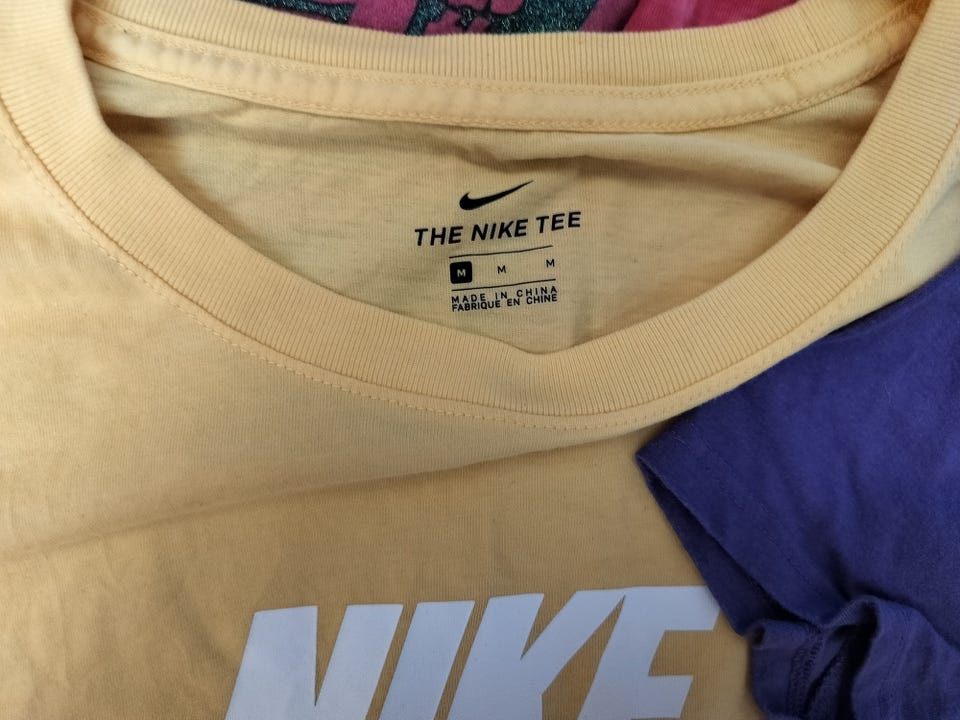 THE NIKE TEE
M M M
MADE IN CHINA
FABRIQUÉ EN CHINE
NIKE